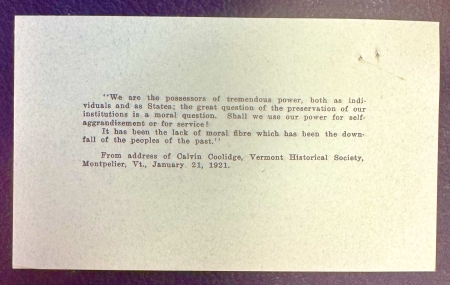 "We are the possessors of tremendous power, both as indi-
viduals and as States; the great question of the preservation of our
institutions is a moral question. Shall we use our power for self-
aggrandisement or for service?
It has been the lack of moral fibre which has been the down-
fall of the peoples of the past."
From address of Calvin Coolidge, Vermont Historical Society,
Montpelier, Vt., January 21, 1921.